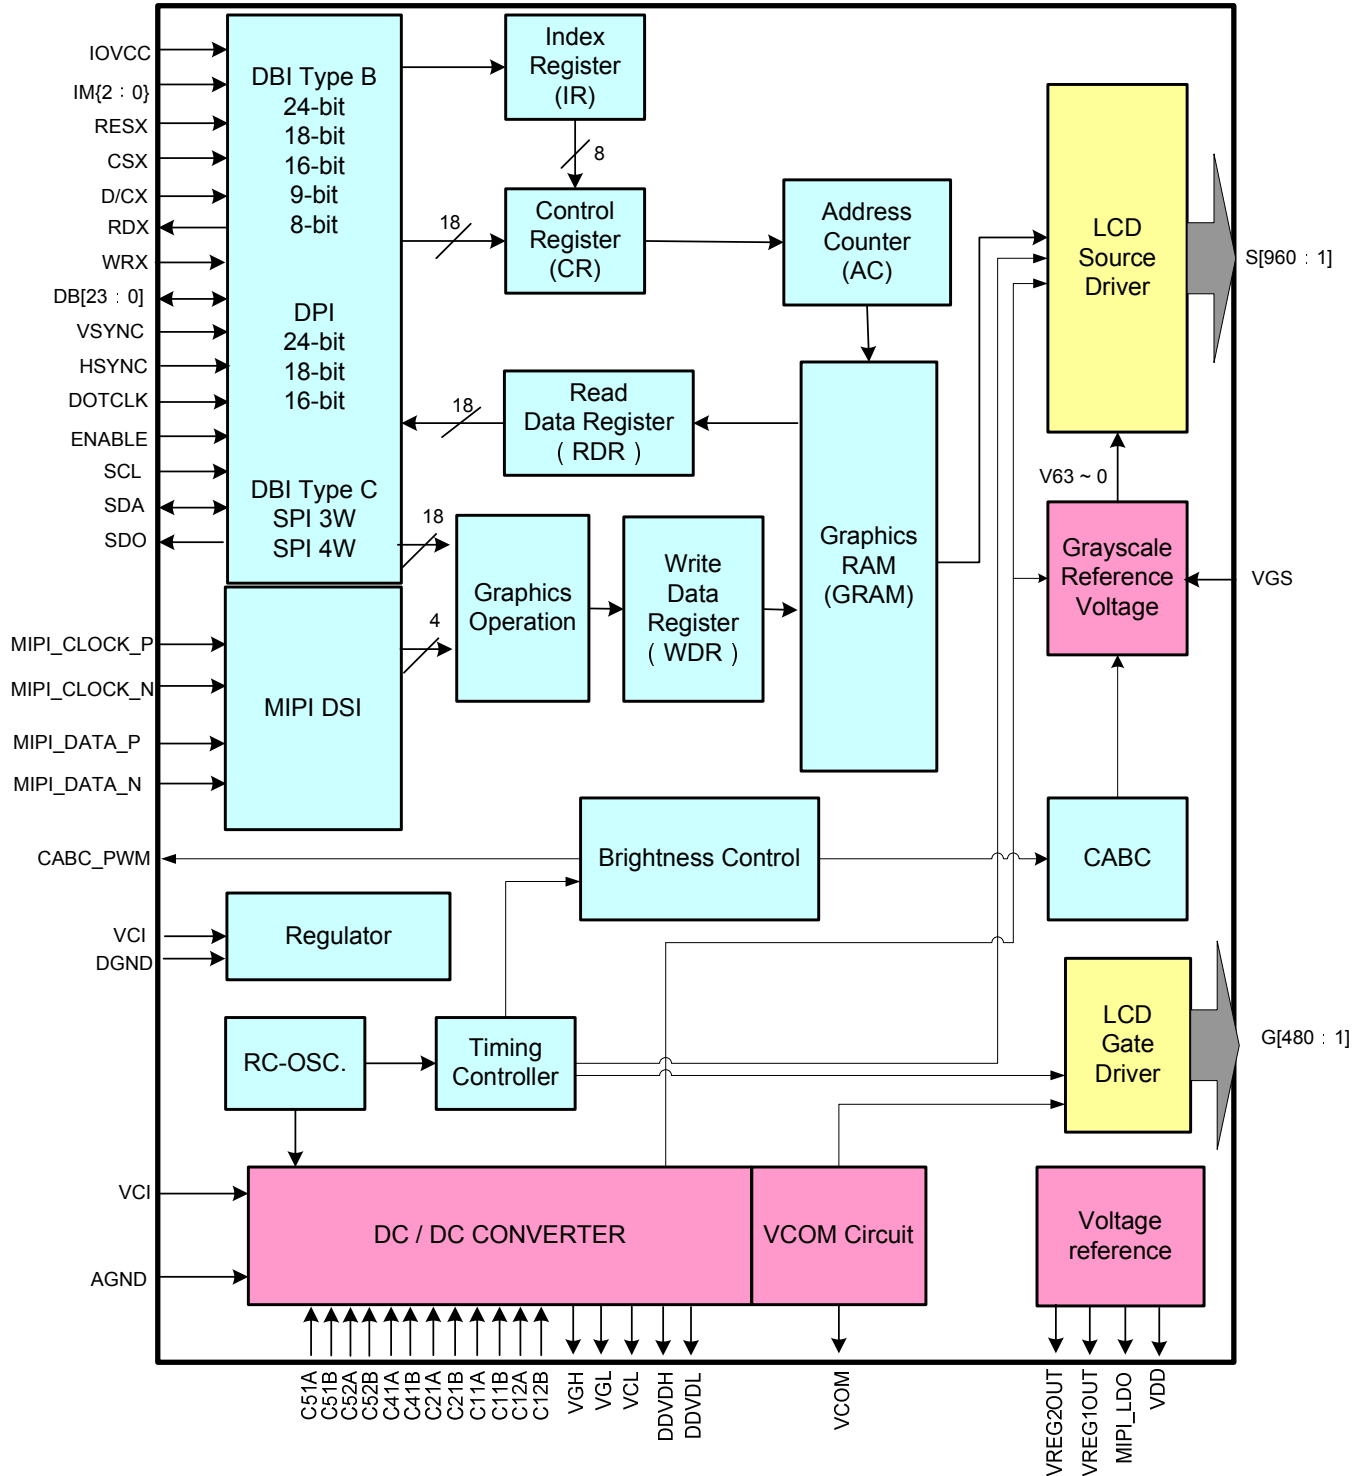 IOVCC
IM{2 : 0}
RESX
CSX
D/CX
RDX
WRX
DB[23 : 0]
VSYNC
HSYNC
DOTCLK
ENABLE
SCL
SDA
SDO
MIPI_CLOCK_P
MIPI_CLOCK_N
MIPI_DATA_P
MIPI_DATA_N
CABC_PWM
VCI
DGND
VCI
AGND
DBI Type B
24-bit
18-bit
16-bit
9-bit
8-bit
DPI
24-bit
18-bit
16-bit
DBI Type C
SPI 3W
SPI 4W
MIPI DSI
Index
Register
(IR)
8
18
Control
Register
(CR)
Address
Counter
(AC)
18
Read
Data Register
( RDR )
18
4
Graphics
Operation
Write
Data
Register
( WDR )
Graphics
RAM
(GRAM)
LCD
Source
Driver
S[960 : 1]
V63 ~ 0
Grayscale
Reference
Voltage
VGS
Brightness Control
CABC
Regulator
RC-OSC.
Timing
Controller
LCD
Gate
Driver
G[480 : 1]
DC / DC CONVERTER
VCOM Circuit
Voltage
reference
C51A
C51B
C52A
C52B
C41A
C41B
C21A
C21B
C11A
C11B
C12A
C12B
VGH
VGL
VCL
DDVDH
DDVDL
VCOM
VREG2OUT
VREG1OUT
MIPI_LDO
VDD